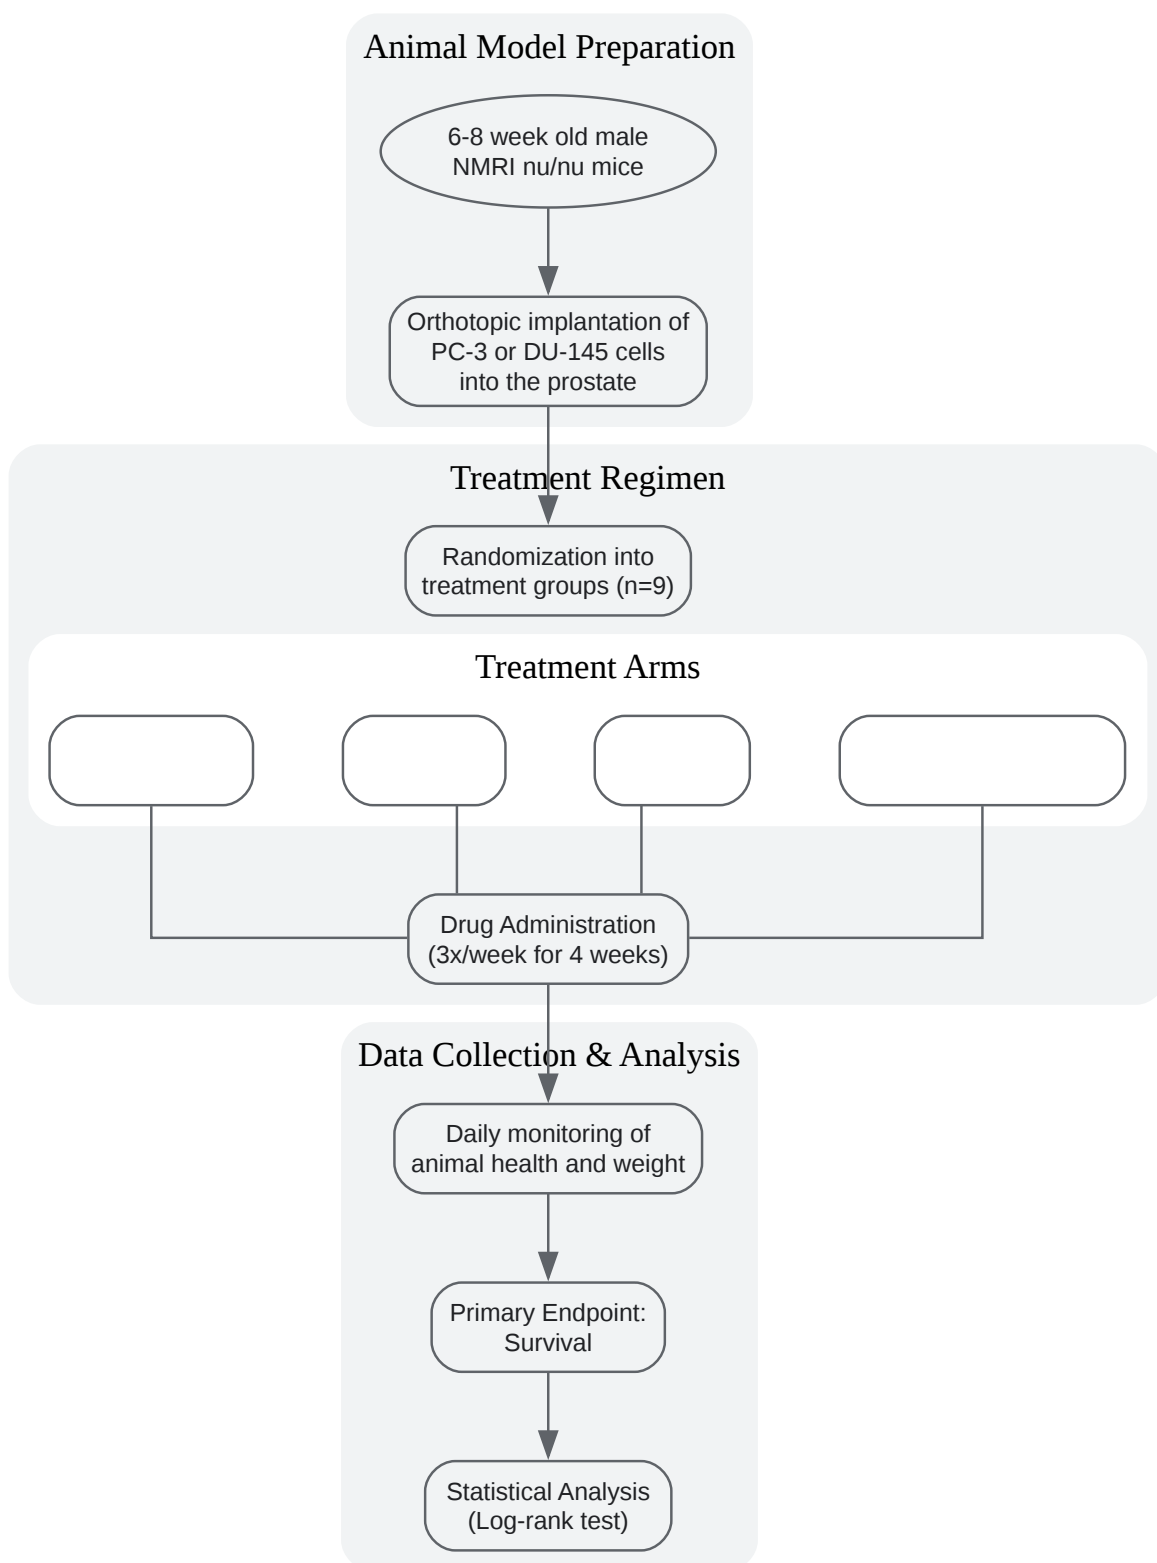 Animal Model Preparation
6-8 week old male
NMRI nu/nu mice
Orthotopic implantation of
PC-3 or DU-145 cells
into the prostate
Treatment Regimen
Randomization into
treatment groups (n=9)
Treatment Arms
Drug Administration
(3x/week for 4 weeks)
Data Collection & Analysis
Daily monitoring of
animal health and weight
Primary Endpoint:
Survival
Statistical Analysis
(Log-rank test)